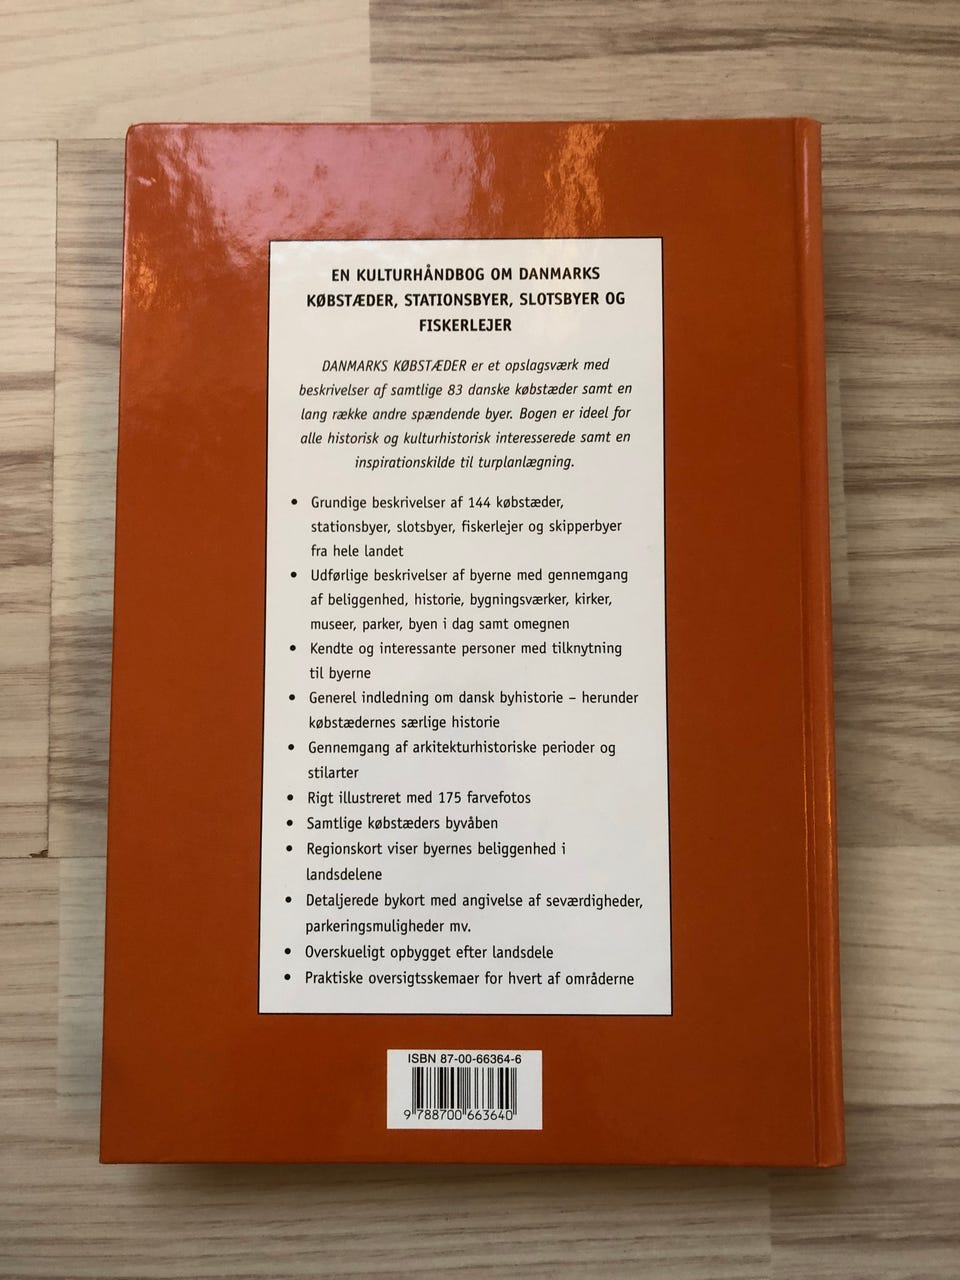 EN KULTURHÅNDBOG OM DANMARKS
KØBSTÆDER, STATIONSBYER, SLOTSBYER OG
FISKERLEJER
DANMARKS KØBSTÆDER er et opslagsværk med
beskrivelser af samtlige 83 danske købstæder samt en
lang række andre spændende byer. Bogen er ideel for
alle historisk og kulturhistorisk interesserede samt en
inspirationskilde til turplanlægning.
• Grundige beskrivelser af 144 købstæder,
stationsbyer, slotsbyer, fiskerlejer og skipperbyer
fra hele landet
• Udførlige beskrivelser af byerne med gennemgang
af beliggenhed, historie, bygningsværker, kirker,
museer, parker, byen i dag samt omegnen
• Kendte og interessante personer med tilknytning
til byerne
• Generel indledning om dansk byhistorie – herunder
købstædernes særlige historie
• Gennemgang af arkitekturhistoriske perioder og
stilarter
• Rigt illustreret med 175 farvefotos
• Samtlige købstæders byvåben
• Regionskort viser byernes beliggenhed i
landsdelene
• Detaljerede bykort med angivelse af seværdigheder,
parkeringsmuligheder mv.
• Overskueligt opbygget efter landsdele
• Praktiske oversigtsskemaer for hvert af områderne
ISBN 87-00-66364-6
9 788700 663640